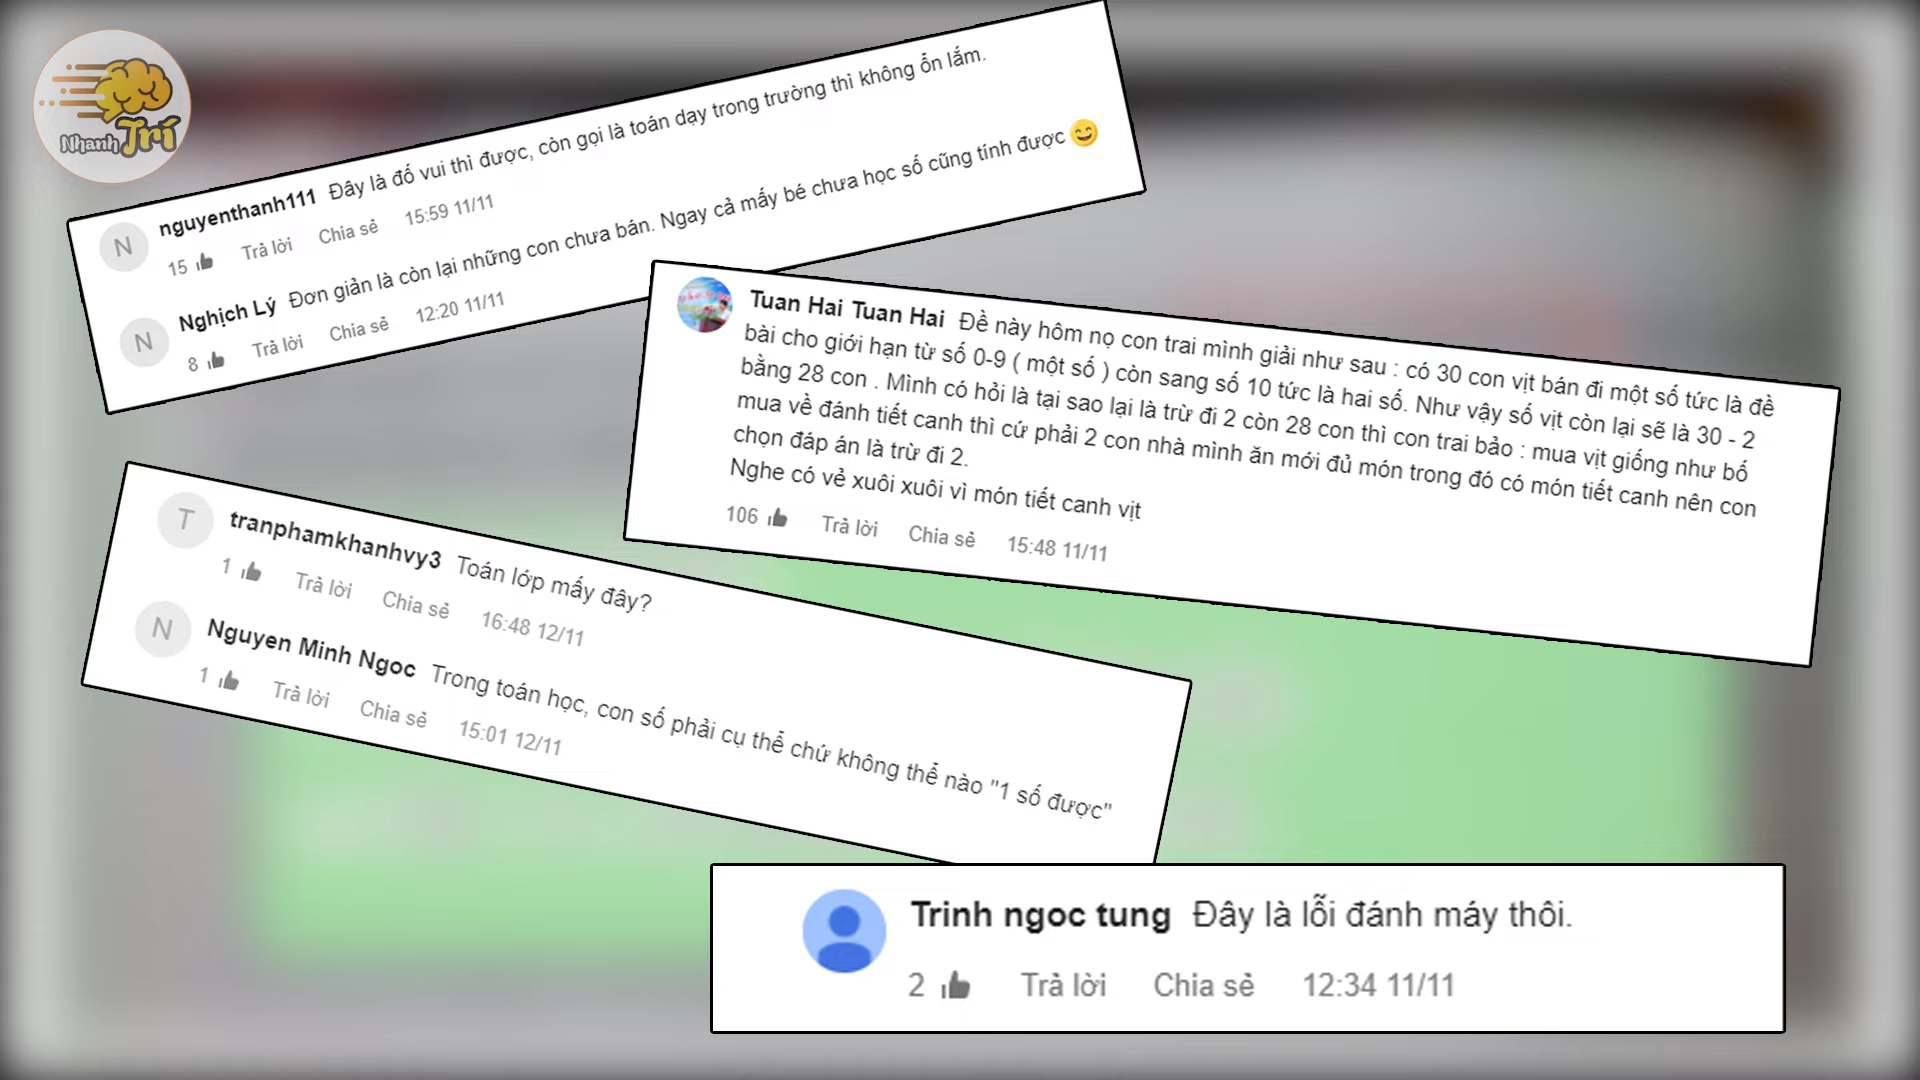 Nhanh Trí
N nguyenthanh111 Đây là đố vui thì được, còn gọi là toán dạy trong trường thì không ổn lắm.
15 Trả lời Chia sẻ 15:59 11/11
N Nghịch Lý Đơn giản là còn lại những con chưa bán. Ngay cả mấy bé chưa học số cũng tính được
8 Trả lời Chia sẻ 12:20 11/11
Tuan Hai Tuan Hai Đề này hôm nọ con trai mình giải như sau : có 30 con vịt bán đi một số tức là đề
bài cho giới hạn từ số 0-9 ( một số ) còn sang số 10 tức là hai số. Như vậy số vịt còn lại sẽ là 30 - 2
bằng 28 con . Mình có hỏi là tại sao lại là trừ đi 2 còn 28 con thì con trai bảo : mua vịt giống như bố
mua về đánh tiết canh thì cứ phải 2 con nhà mình ăn mới đủ món trong đó có món tiết canh nên con
chọn đáp án là trừ đi 2.
Nghe có vẻ xuôi xuôi vì món tiết canh vịt
106 Trả lời Chia sẻ 15:48 11/11
T tranphamkhanhvy3 Toán lớp mấy đây?
1 Trả lời Chia sẻ 16:48 12/11
N Nguyen Minh Ngoc Trong toán học, con số phải cụ thể chứ không thể nào "1 số được"
1 Trả lời Chia sẻ 15:01 12/11
Trinh ngoc tung Đây là lỗi đánh máy thôi.
2 Trả lời Chia sẻ 12:34 11/11